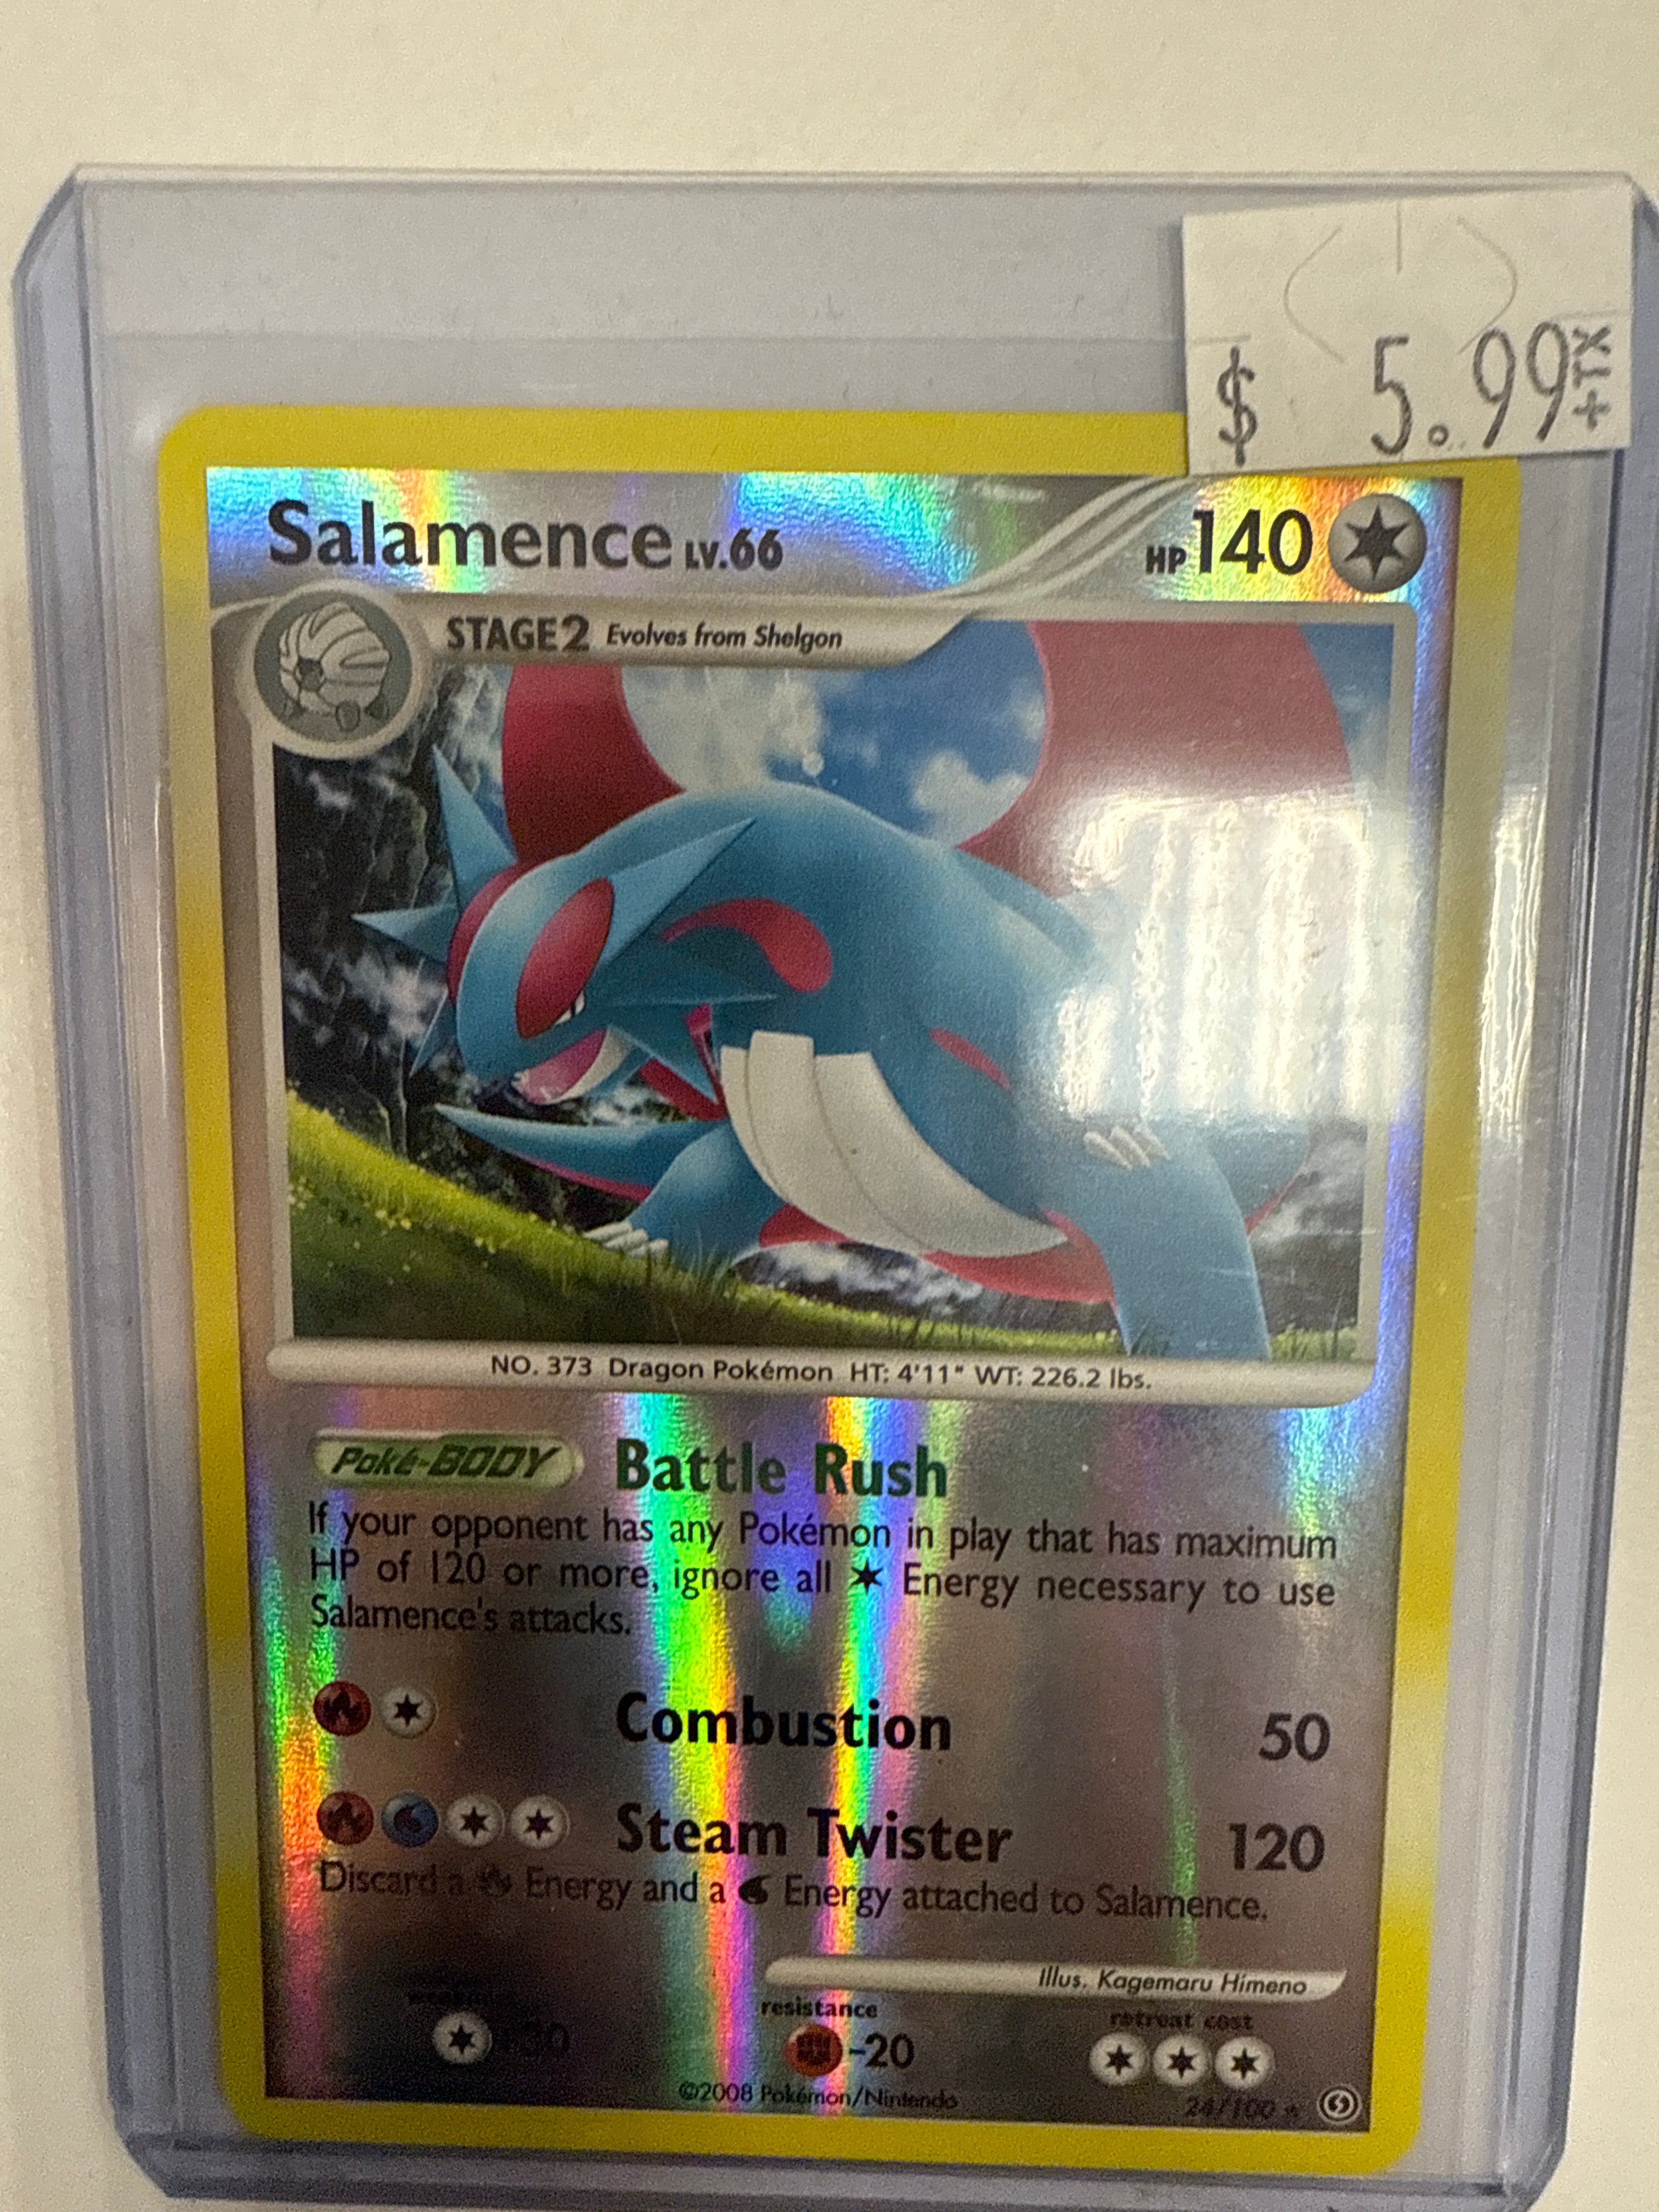 $ 5.99 +TX
Salamence LV.66 HP 140
STAGE2 Evolves from Shelgon
NO. 373 Dragon Pokémon HT: 4'11" WT: 226.2 lbs.
Poké-BODY Battle Rush
If your opponent has any Pokémon in play that has maximum
HP of 120 or more, ignore all Energy necessary to use
Salamence's attacks.
Combustion 50
Steam Twister 120
Discard a Energy and a Energy attached to Salamence.
Illus. Kagemaru Himeno
resistance
retreat cost
-20
©2008 Pokémon/Nintendo
24/100